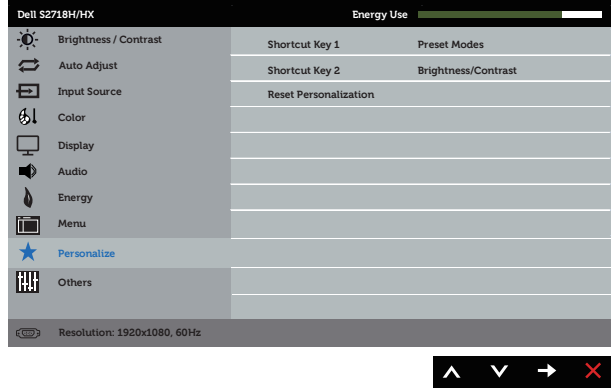 Dell S2718H/HX Energy Use
Brightness / Contrast
Auto Adjust
Input Source
Color
Display
Audio
Energy
Menu
Personalize
Others
Shortcut Key 1 Preset Modes
Shortcut Key 2 Brightness/Contrast
Reset Personalization
Resolution: 1920x1080, 60Hz